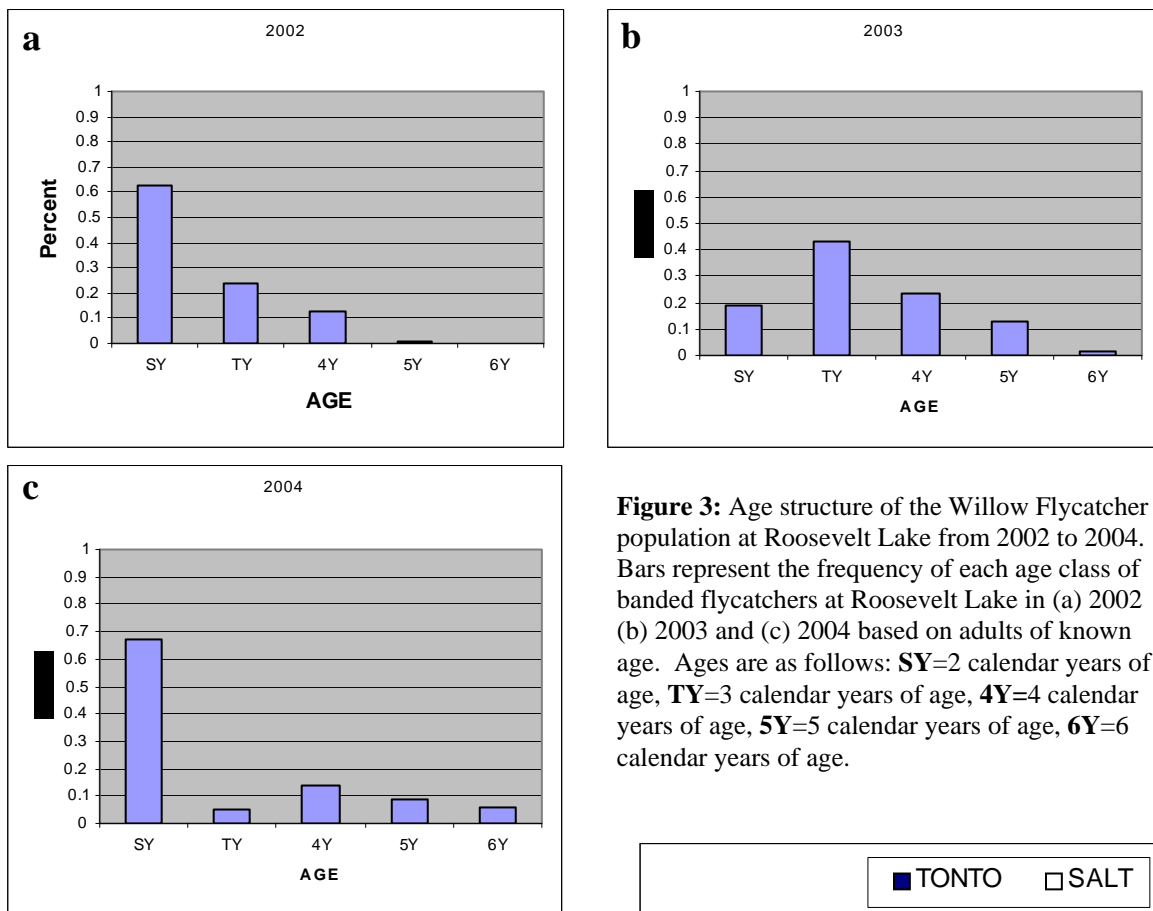 a
2002
1
0.9
0.8
0.7
0.6
0.5
0.4
0.3
0.2
0.1
0
Percent
SY TY 4Y 5Y 6Y
AGE
b
2003
1
0.9
0.8
0.7
0.6
0.5
0.4
0.3
0.2
0.1
0
SY TY 4Y 5Y 6Y
AGE
c
2004
1
0.9
0.8
0.7
0.6
0.5
0.4
0.3
0.2
0.1
0
SY TY 4Y 5Y 6Y
AGE
Figure 3: Age structure of the Willow Flycatcher
population at Roosevelt Lake from 2002 to 2004.
Bars represent the frequency of each age class of
banded flycatchers at Roosevelt Lake in (a) 2002
(b) 2003 and (c) 2004 based on adults of known
age. Ages are as follows: SY=2 calendar years of
age, TY=3 calendar years of age, 4Y=4 calendar
years of age, 5Y=5 calendar years of age, 6Y=6
calendar years of age.
TONTO SALT